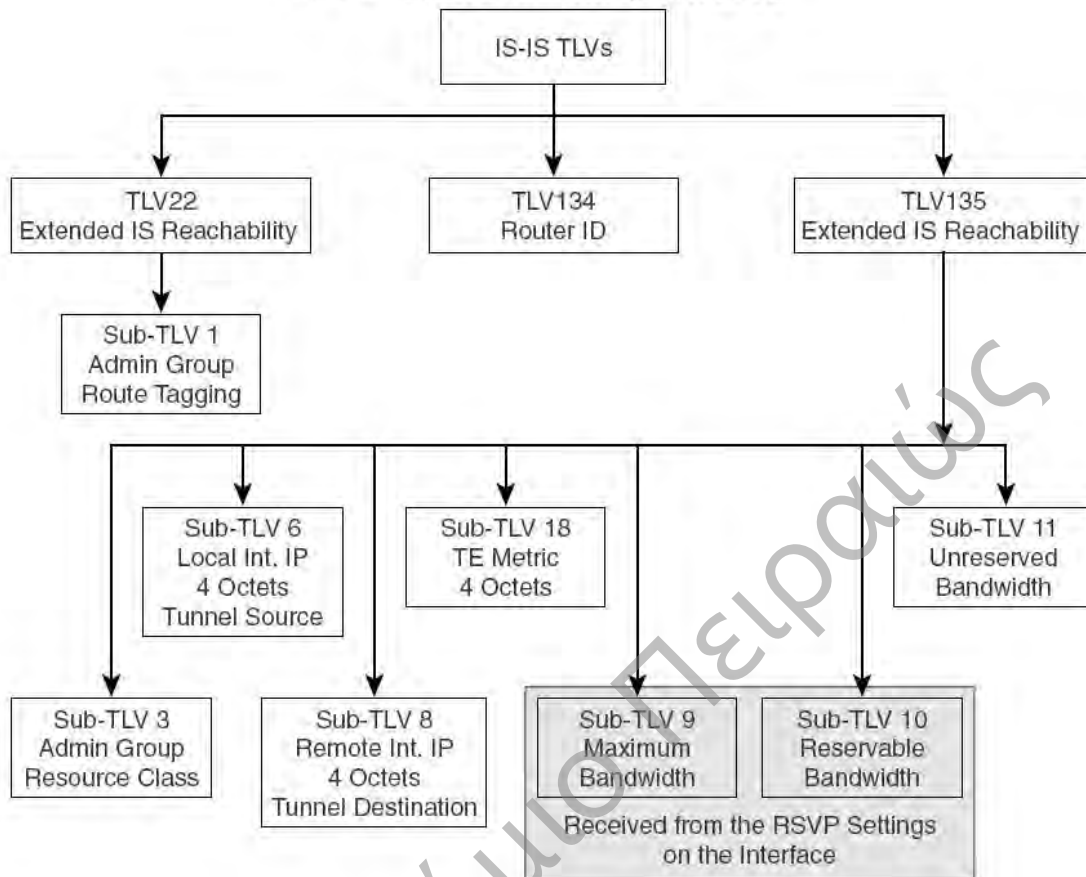 IS-IS TLVs
TLV22
Extended IS Reachability
TLV134
Router ID
TLV135
Extended IS Reachability
Sub-TLV 1
Admin Group
Route Tagging
Sub-TLV 6
Local Int. IP
4 Octets
Tunnel Source
Sub-TLV 18
TE Metric
4 Octets
Sub-TLV 11
Unreserved
Bandwidth
Sub-TLV 3
Admin Group
Resource Class
Sub-TLV 8
Remote Int. IP
4 Octets
Tunnel Destination
Sub-TLV 9
Maximum
Bandwidth
Sub-TLV 10
Reservable
Bandwidth
Received from the RSVP Settings
on the Interface
Πειραιώς